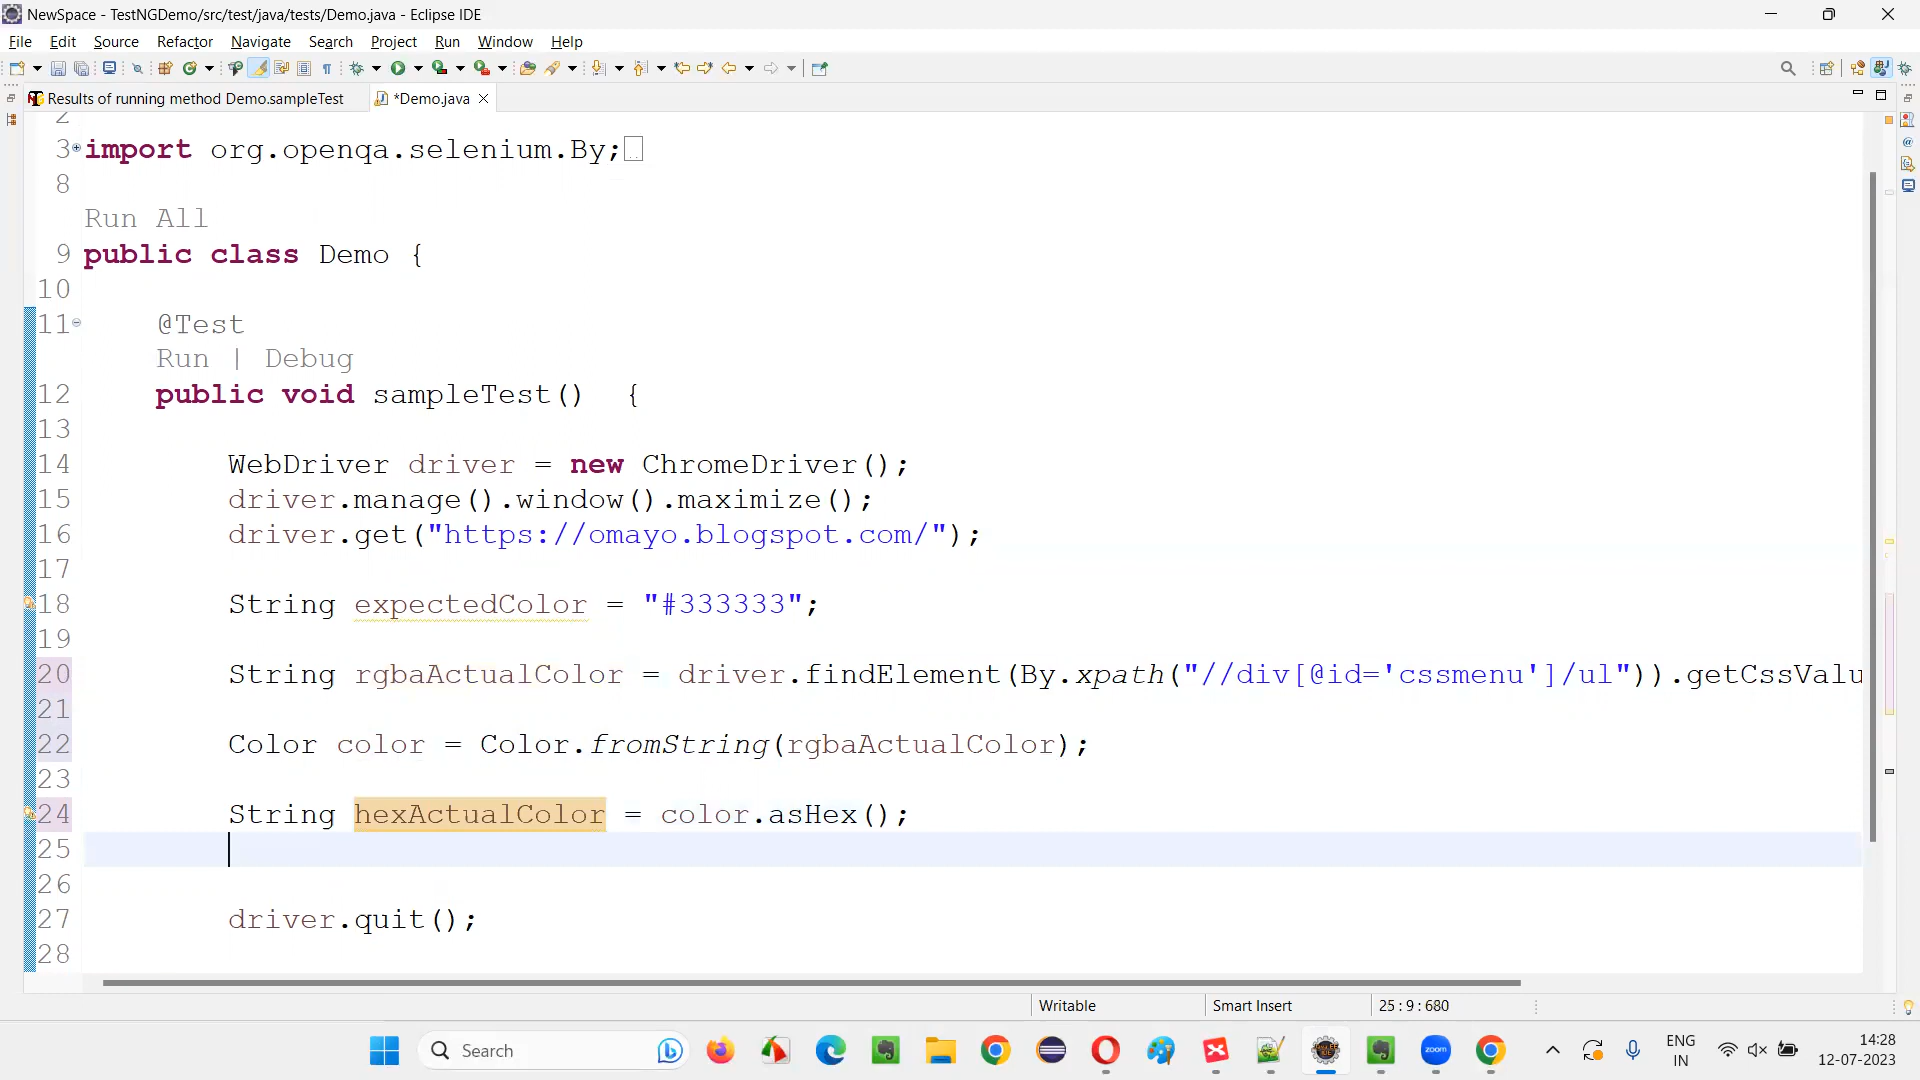 NewSpace - TestNGDemo/src/test/java/tests/Demo.java - Eclipse IDE
File Edit Source Refactor Navigate Search Project Run Window Help
Results of running method Demo.sampleTest *Demo.java
2
3 import org.openqa.selenium.By;
8
Run All
9 public class Demo {
10
11 @Test
Run | Debug
12 public void sampleTest() {
13
14 WebDriver driver = new ChromeDriver();
15 driver.manage().window().maximize();
16 driver.get("https://omayo.blogspot.com/");
17
18 String expectedColor = "#333333";
19
20 String rgbaActualColor = driver.findElement(By.xpath("//div[@id='cssmenu']/ul")).getCssValu
21
22 Color color = Color.fromString(rgbaActualColor);
23
24 String hexActualColor = color.asHex();
25
26
27 driver.quit();
28
Writable Smart Insert 25 : 9 : 680
Search zoom ENG IN 14:28 12-07-2023